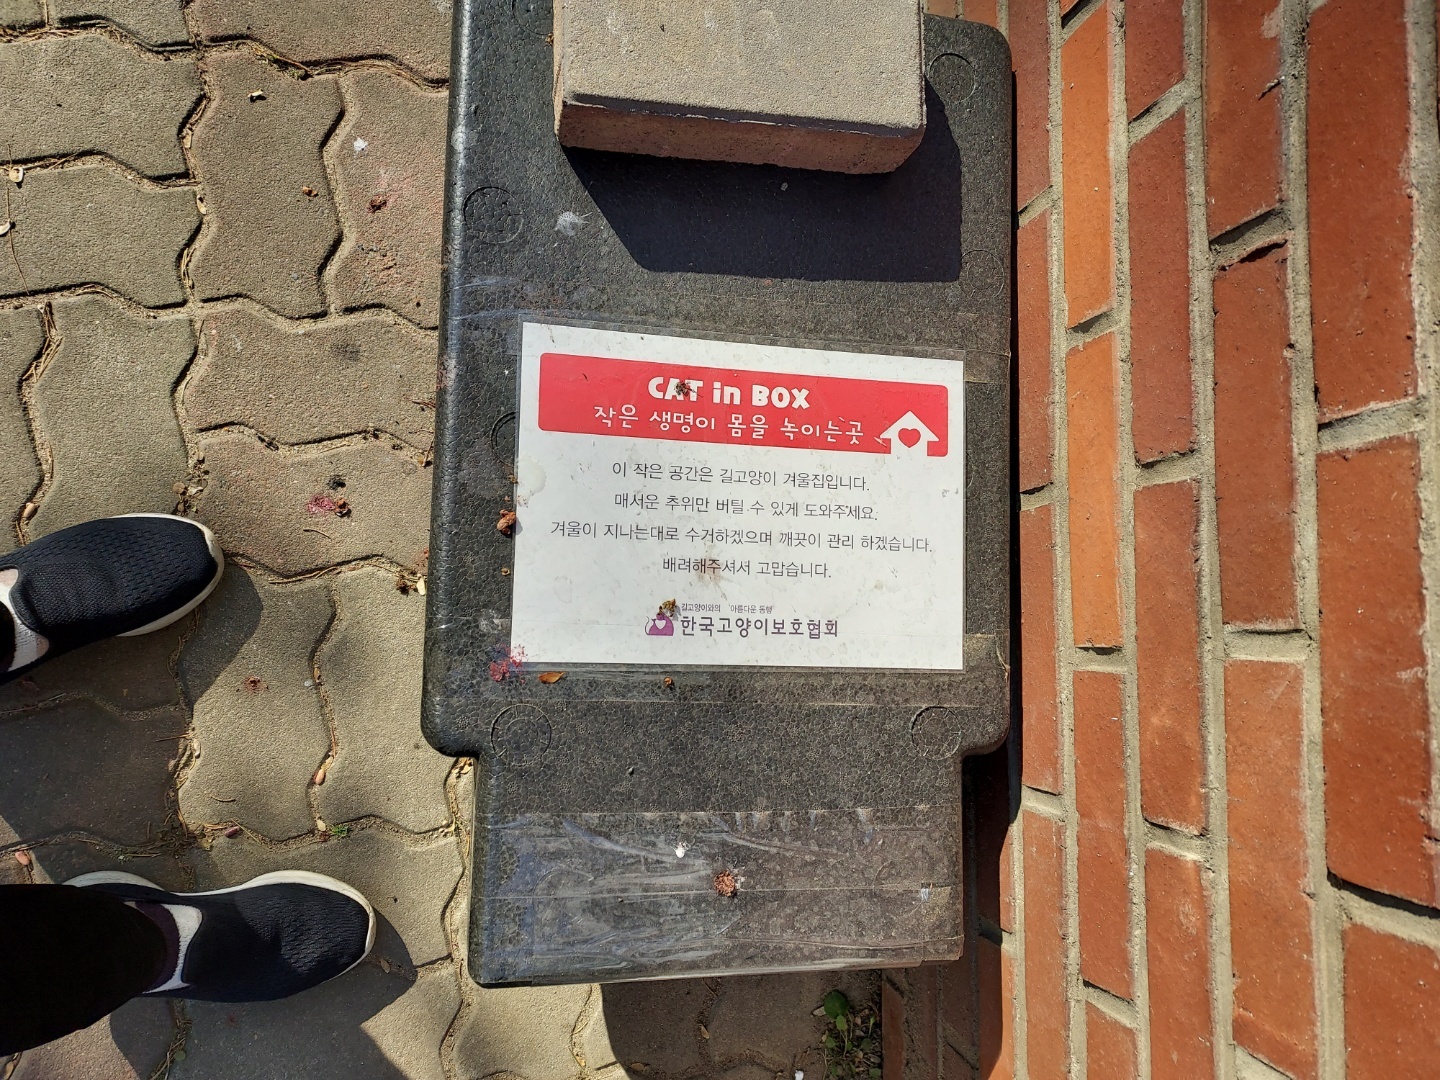 CAT in BOX
작은 생명이 몸을 녹이는곳
이 작은 공간은 길고양이 겨울집입니다.
매서운 추위만 버틸 수 있게 도와주세요.
겨울이 지나는대로 수거하겠으며 깨끗이 관리 하겠습니다.
배려해주셔서 고맙습니다.
길고양이와의 '아름다운 동행'
한국고양이보호협회